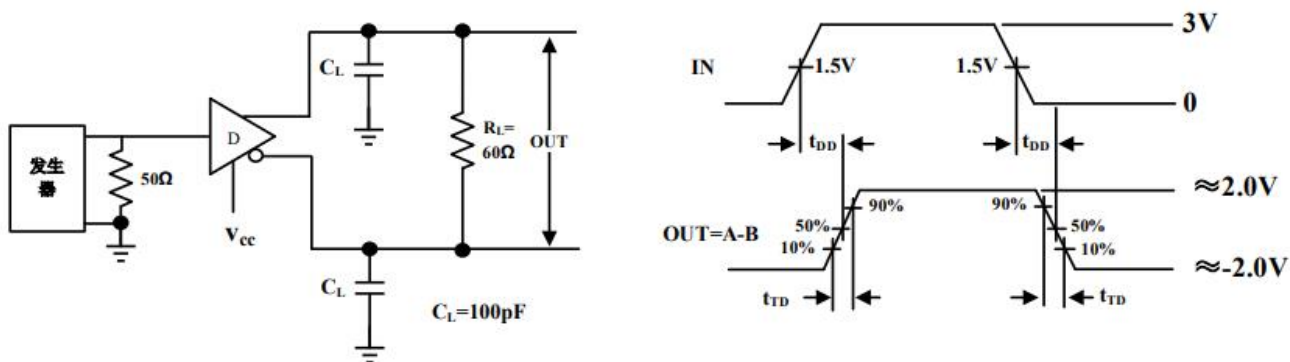 发生
器
50Ω
D
Vcc
CL
CL
RL=
60Ω
OUT
CL=100pF
IN
1.5V
1.5V
3V
0
tDD
tDD
OUT=A-B
90%
50%
10%
90%
50%
10%
≈2.0V
≈-2.0V
tTD
tTD